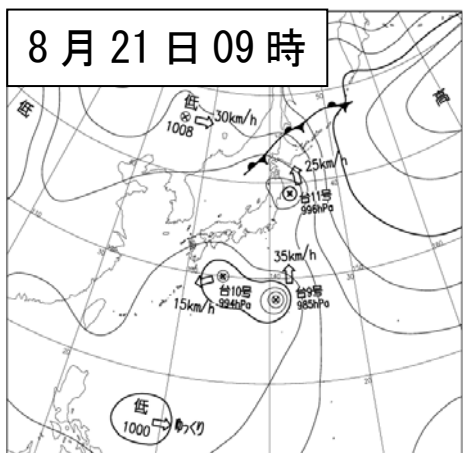 8月21日09時
低
30km/h
1008
低
高
25km/h
台11号
996hPa
35km/h
15km/h
台10号
994hPa
台9号
985hPa
低
1000
ゆっくり